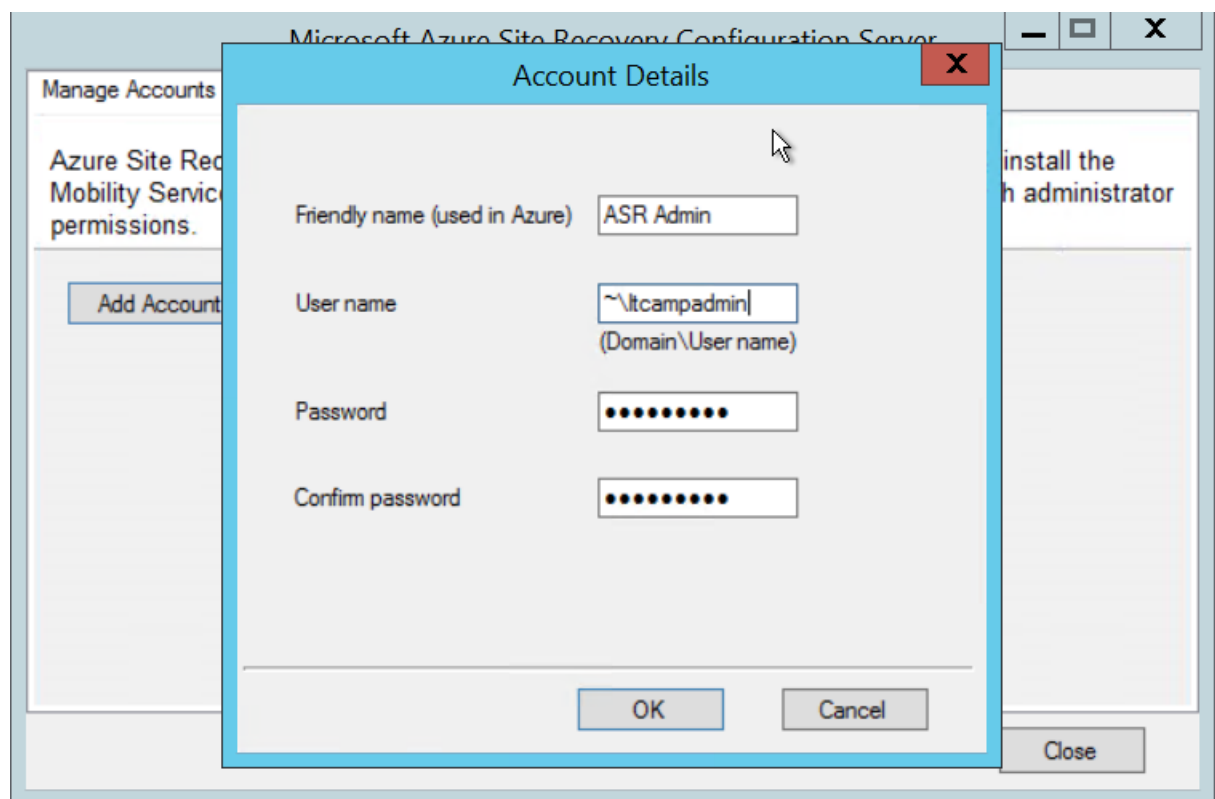 Microsoft Azure Site Recovery Configuration Server
X
Account Details
X
Manage Accounts
Azure Site Rec
install the
Mobility Servic
h administrator
permissions.
Friendly name (used in Azure)
ASR Admin
Add Account
User name
~\ltcampadmin
(Domain\User name)
Password
•••••••••
Confirm password
•••••••••
OK
Cancel
Close